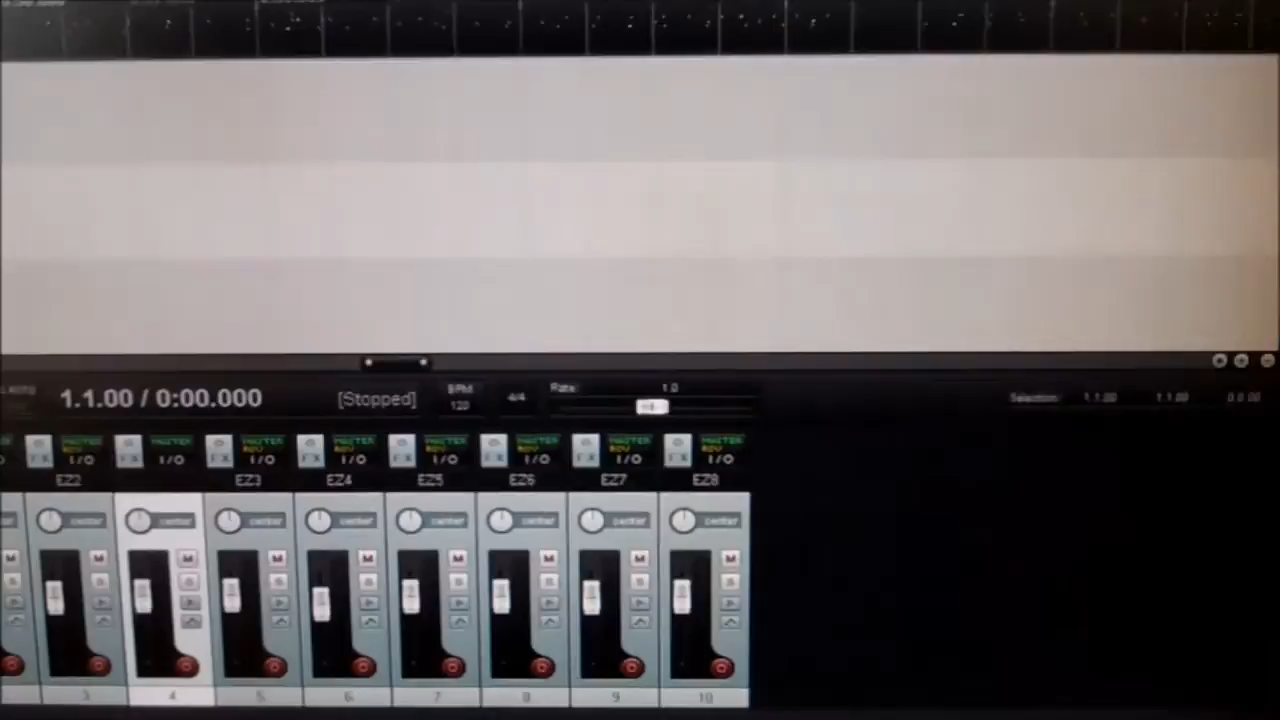 1.1.00 / 0:00.000
[Stopped]
BPM
120
4/4
Rate
1.0
Selection:
1.1.00
1.1.00
0.0.00
FX
MASTER
I/O
FX
MASTER
I/O
FX
MASTER
I/O
FX
MASTER
I/O
FX
MASTER
I/O
FX
MASTER
I/O
FX
MASTER
I/O
FX
MASTER
I/O
EZ2
EZ3
EZ4
EZ5
EZ6
EZ7
EZ8
center
center
center
center
center
center
center
center
M
M
M
M
M
M
M
M
M
S
S
S
S
S
S
S
S
S
3
4
5
6
7
8
9
10